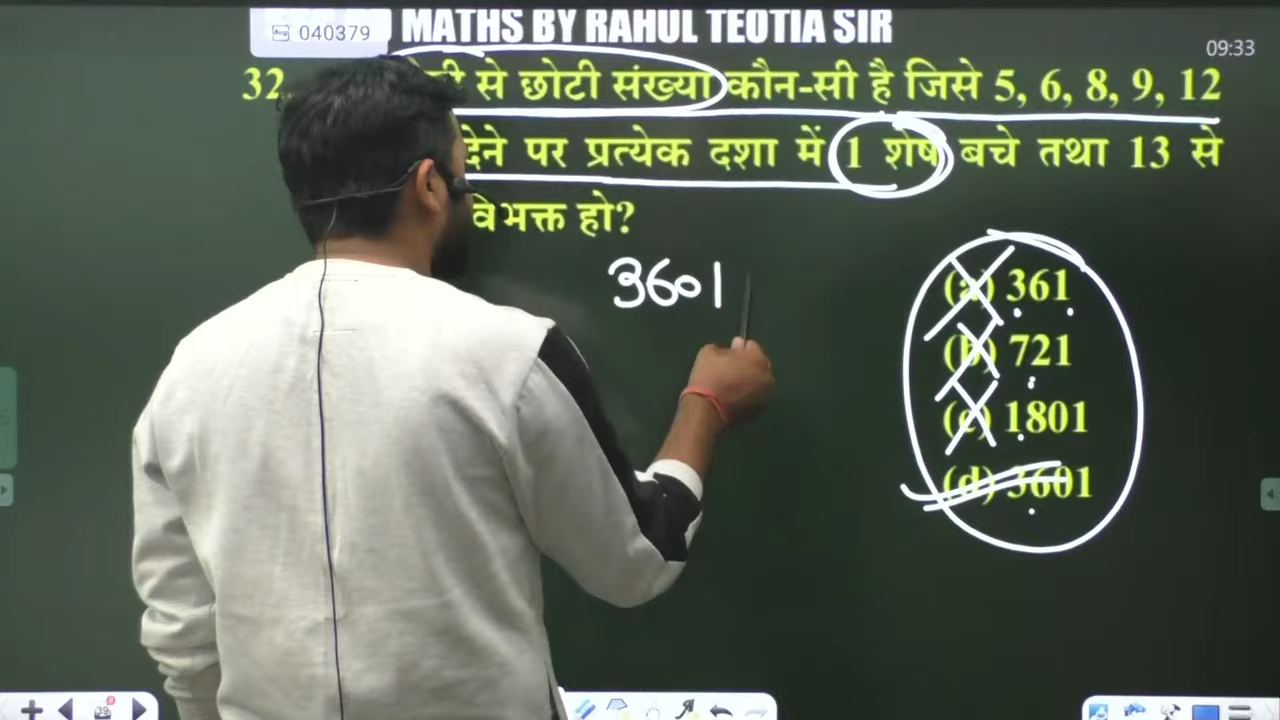 040379
MATHS BY RAHUL TEOTIA SIR
09:33
32. से छोटी संख्या कौन-सी है जिसे 5, 6, 8, 9, 12
देने पर प्रत्येक दशा में 1 शेष बचे तथा 13 से
विभक्त हो?
3601
(a) 361
(b) 721
(c) 1801
(d) 3601
39